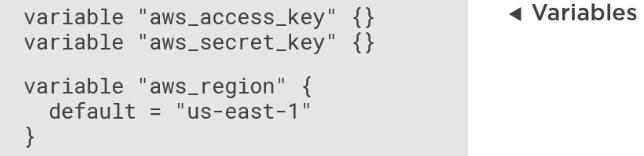 variable "aws_access_key" {}
variable "aws_secret_key" {}
variable "aws_region" {
  default = "us-east-1"
}
◀ Variables